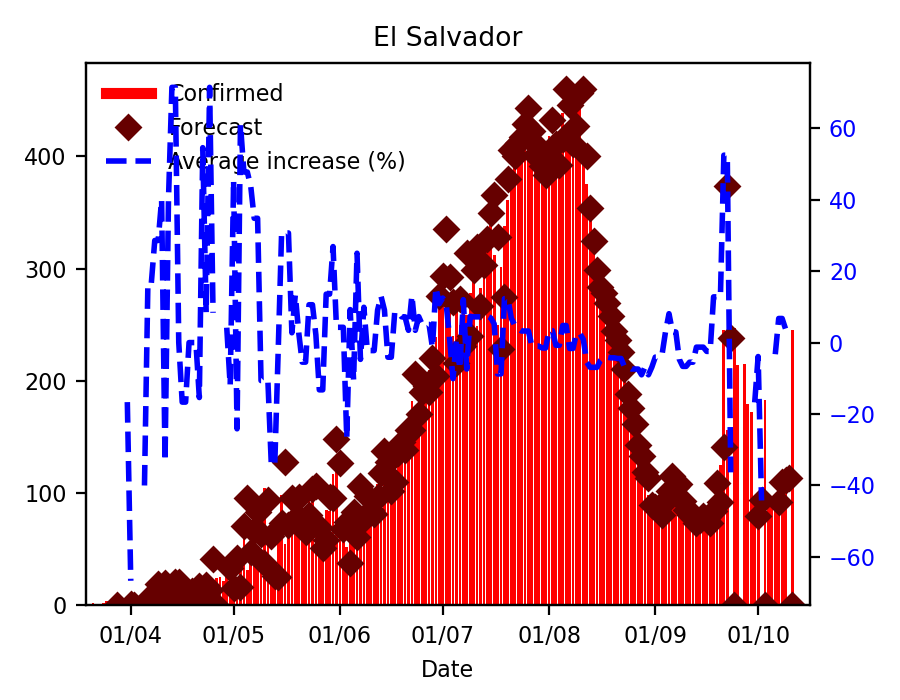 El Salvador
Confirmed
Forecast
Average increase (%)
400
300
200
100
0
60
40
20
0
−20
−40
−60
01/04 01/05 01/06 01/07 01/08 01/09 01/10
Date